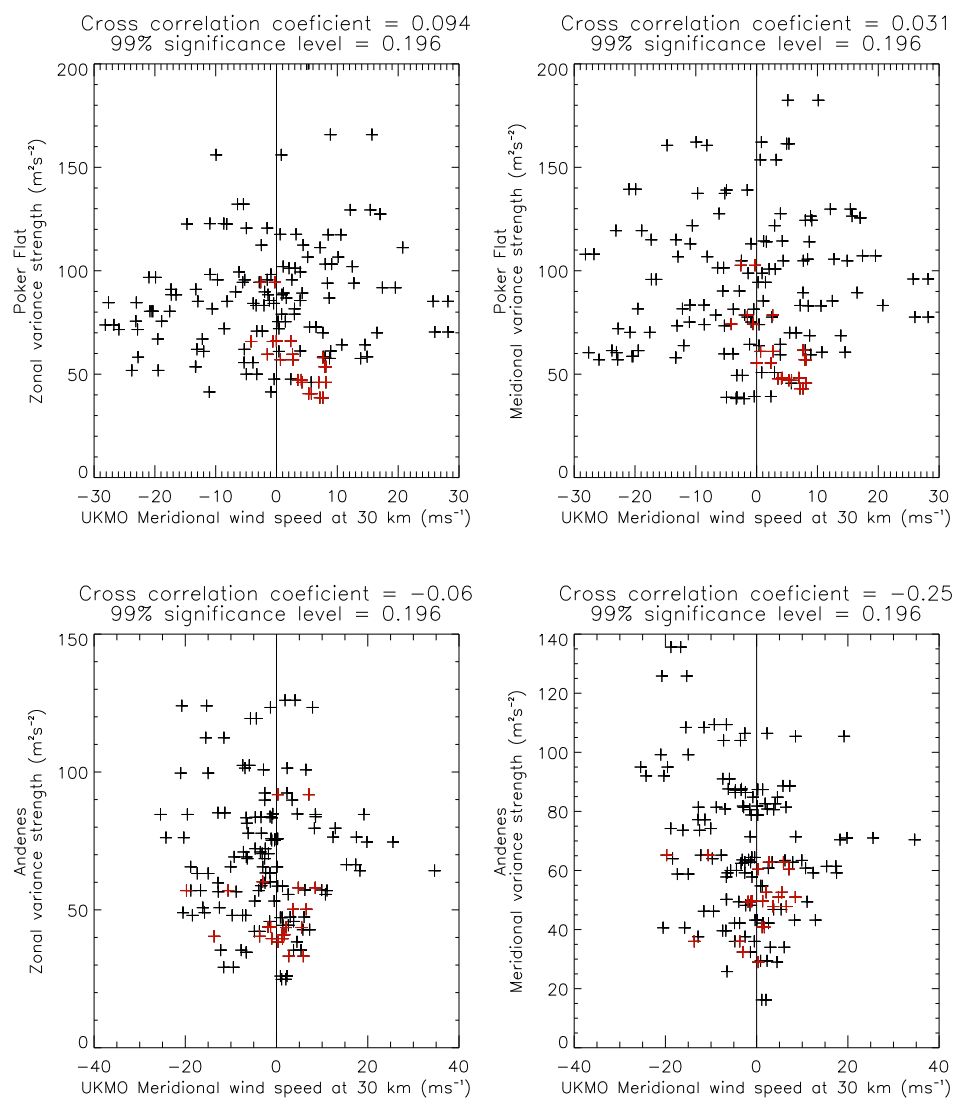 Cross correlation coeficient = 0.094
99% significance level = 0.196
200
150
100
50
0
Poker Flat
Zonal variance strength (m²s⁻²)
−30 −20 −10 0 10 20 30
UKMO Meridional wind speed at 30 km (ms⁻¹)
Cross correlation coeficient = 0.031
99% significance level = 0.196
200
150
100
50
0
Poker Flat
Meidional variance strength (m²s⁻²)
−30 −20 −10 0 10 20 30
UKMO Meridional wind speed at 30 km (ms⁻¹)
Cross correlation coeficient = −0.06
99% significance level = 0.196
150
100
50
0
Andenes
Zonal variance strength (m²s⁻²)
−40 −20 0 20 40
UKMO Meridional wind speed at 30 km (ms⁻¹)
Cross correlation coeficient = −0.25
99% significance level = 0.196
140
120
100
80
60
40
20
0
Andenes
Meridional variance strength (m²s⁻²)
−40 −20 0 20 40
UKMO Meridional wind speed at 30 km (ms⁻¹)